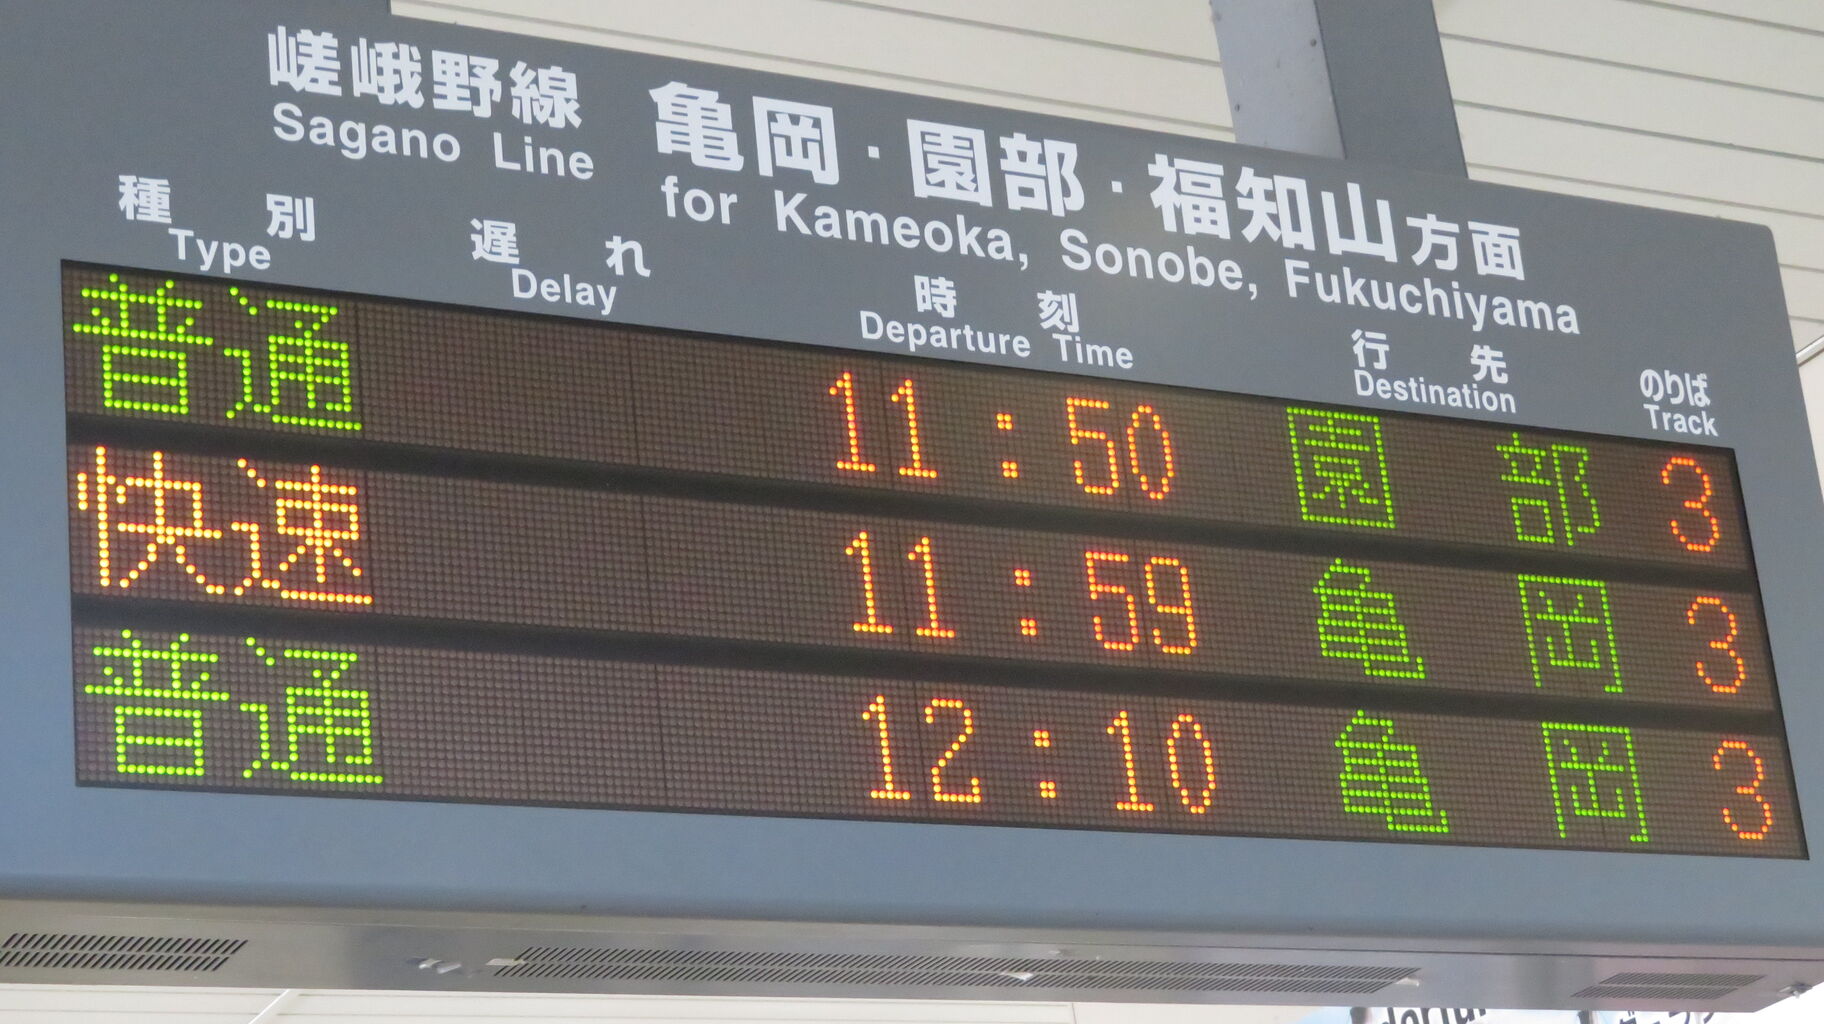 嵯峨野線 亀岡・園部・福知山方面
Sagano Line for Kameoka, Sonobe, Fukuchiyama
種別 遅れ 時刻 行先 のりば
Type Delay Departure Time Destination Track
普通 11:50 園部 3
快速 11:59 亀岡 3
普通 12:10 亀岡 3